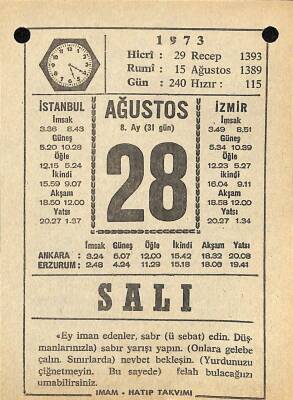 1973
Hicrî: 29 Recep 1393
Rumî: 15 Ağustos 1389
Gün: 240 Hızır: 115
İSTANBUL
İmsak
3.36 8.43
Güneş
5.20 10.28
Öğle
12.15 5.24
İkindi
15.59 9.07
Akşam
18.50 12.00
Yatsı
20.27 1.37
AĞUSTOS
8. Ay (31 gün)
28
İZMİR
İmsak
3.49 8.51
Güneş
5.34 10.39
Öğle
12.23 5.29
İkindi
16.04 9.11
Akşam
18.58 12.00
Yatsı
20.27 1.34
İmsak Güneş Öğle İkindi Akşam Yatsı
ANKARA : 3.24 5.07 12.00 15.42 18.32 20.08
ERZURUM : 2.48 4.24 11.29 15.18 18.06 19.41
SALI
«Ey iman edenler, sabr (ü sebat) edin. Düş-
manlarınızla) sabır yarışı yapın (Onlara gelebe
çalın. Sınırlarda) nevbet bekleşin. (Yurdunuzu
çiğnetmeyin. Bu sayede) felah bulacağınızı
umabilirsiniz.
İMAM - HATİP TAKVİMİ